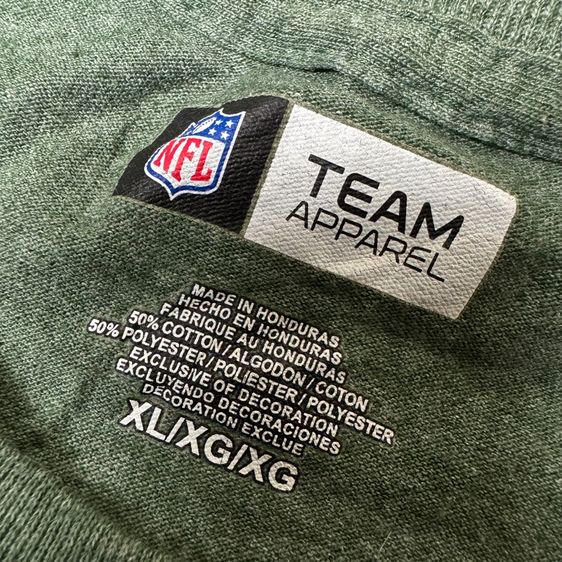 NFL
TEAM
APPAREL
MADE IN HONDURAS
HECHO EN HONDURAS
FABRIQUE AU HONDURAS
50% COTTON / ALGODON / COTON
50% POLYESTER / POLIESTER / POLYESTER
EXCLUSIVE OF DECORATION
EXCLUYENDO DECORACIONES
DECORATION EXCLUE
XL/XG/XG